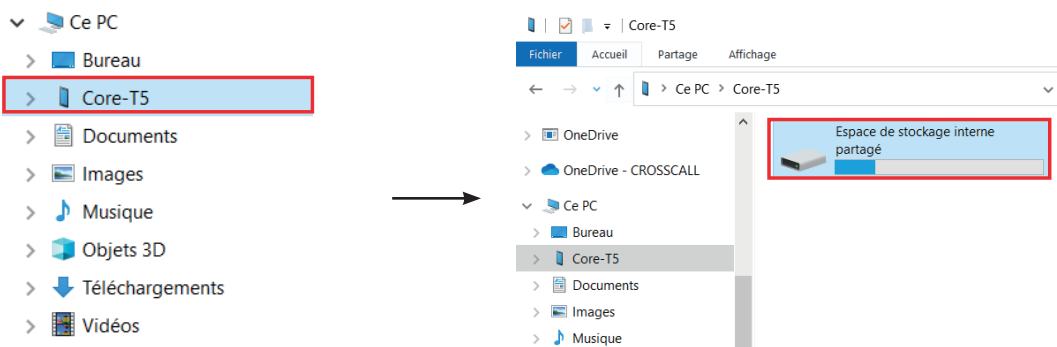 Ce PC
Bureau
Core-T5
Documents
Images
Musique
Objets 3D
Téléchargements
Vidéos
Core-T5
Fichier Accueil Partage Affichage
Ce PC Core-T5
OneDrive
OneDrive - CROSSCALL
Ce PC
Bureau
Core-T5
Documents
Images
Musique
Espace de stockage interne
partagé